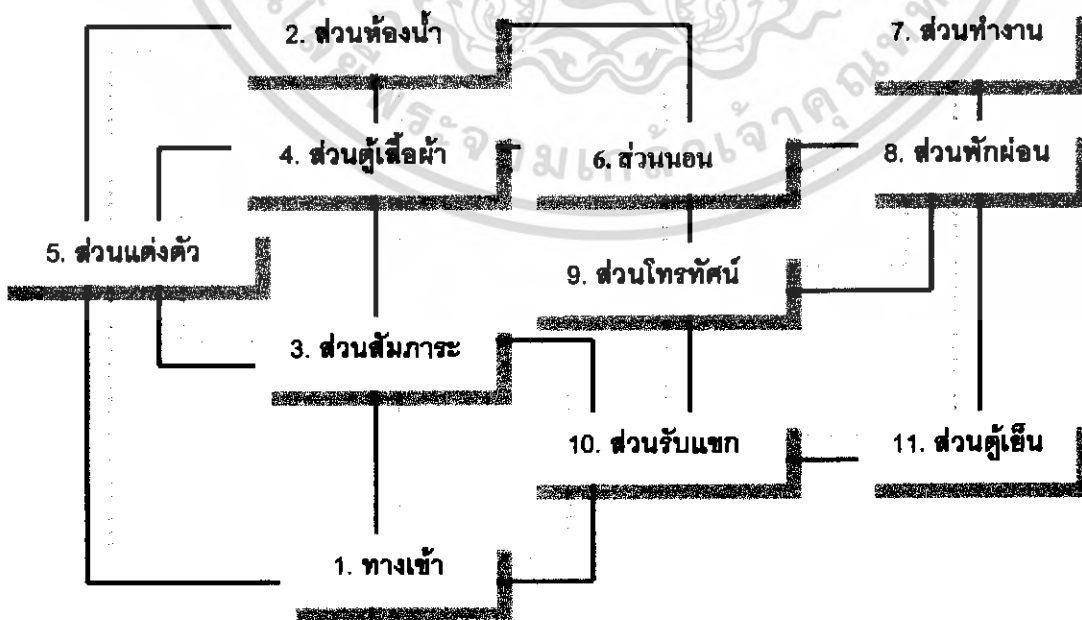 2. ส่วนห้องน้ำ
7. ส่วนทำงาน
4. ส่วนตู้เสื้อผ้า
6. ส่วนนอน
8. ส่วนพักผ่อน
5. ส่วนแต่งตัว
9. ส่วนโทรทัศน์
3. ส่วนสัมภาระ
10. ส่วนรับแขก
11. ส่วนตู้เย็น
1. ทางเข้า